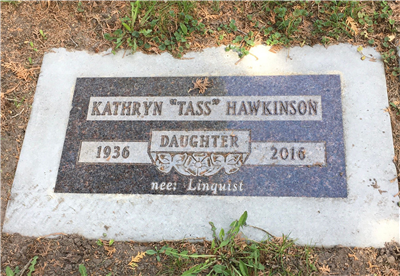 KATHRYN "TASS" HAWKINSON
DAUGHTER
1936 2016
nee: Linquist